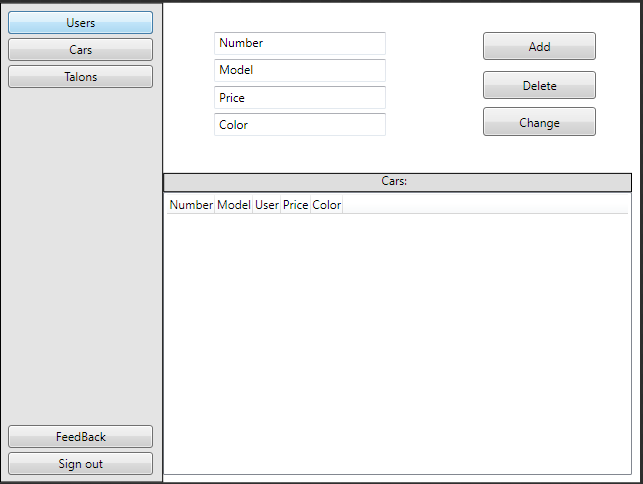 Users
Cars
Talons
FeedBack
Sign out
Number
Model
Price
Color
Add
Delete
Change
Cars:
Number Model User Price Color